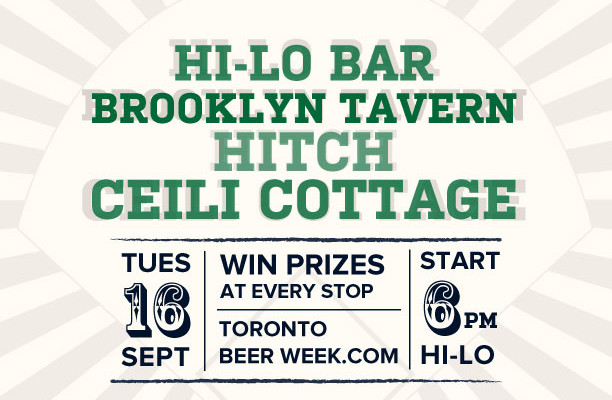 HI-LO BAR
BROOKLYN TAVERN
HITCH
CEILI COTTAGE
TUES
16
SEPT
WIN PRIZES
AT EVERY STOP
TORONTO
BEER WEEK.COM
START
6PM
HI-LO